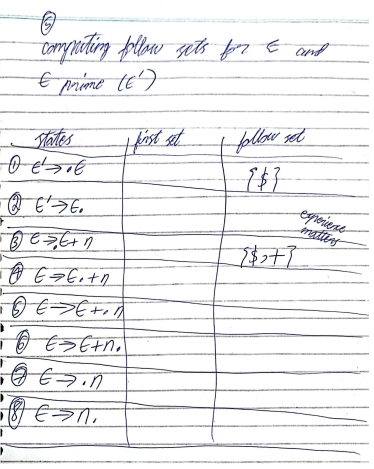 ⑤
computing follow sets for E and
E prime (E')
states first set follow set
① E' → .E {$}
② E' → E.
experience
matters
③ E → .E + n {$, +}
④ E → E. + n
⑤ E → E + . n
⑥ E → E + n.
⑦ E → . n
⑧ E → n.